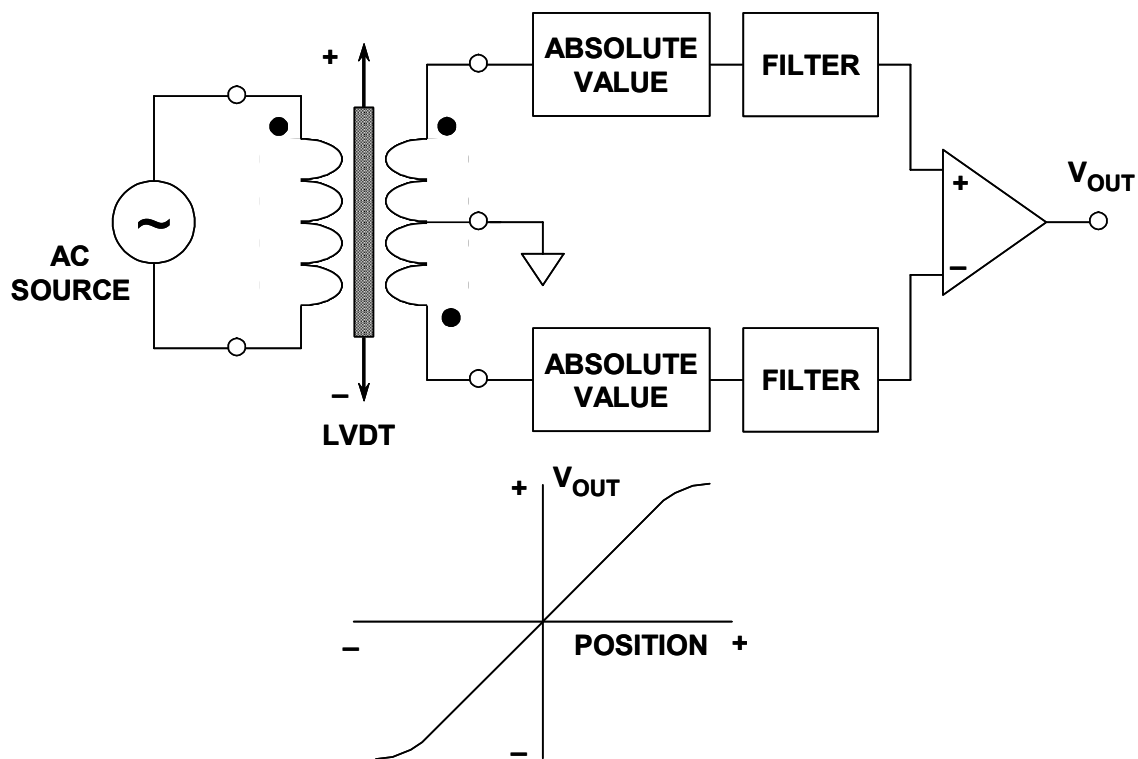 ABSOLUTE
VALUE
FILTER
+
AC
SOURCE
~
+
–
VOUT
ABSOLUTE
VALUE
FILTER
–
LVDT
+
VOUT
–
POSITION
+
–